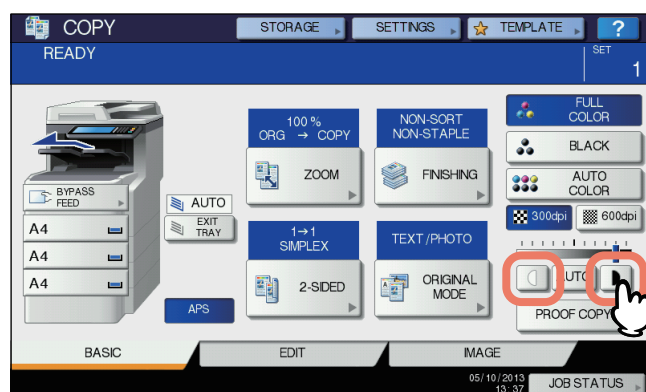 COPY
STORAGE
SETTINGS
TEMPLATE
?
READY
SET
1
100 %
ORG → COPY
ZOOM
NON-SORT
NON-STAPLE
FINISHING
FULL
COLOR
BLACK
AUTO
COLOR
300dpi
600dpi
BYPASS
FEED
A4
A4
A4
AUTO
EXIT
TRAY
APS
1→1
SIMPLEX
2-SIDED
TEXT/PHOTO
ORIGINAL
MODE
AUTO
PROOF COPY
BASIC
EDIT
IMAGE
05/10/2013
13:37
JOB STATUS